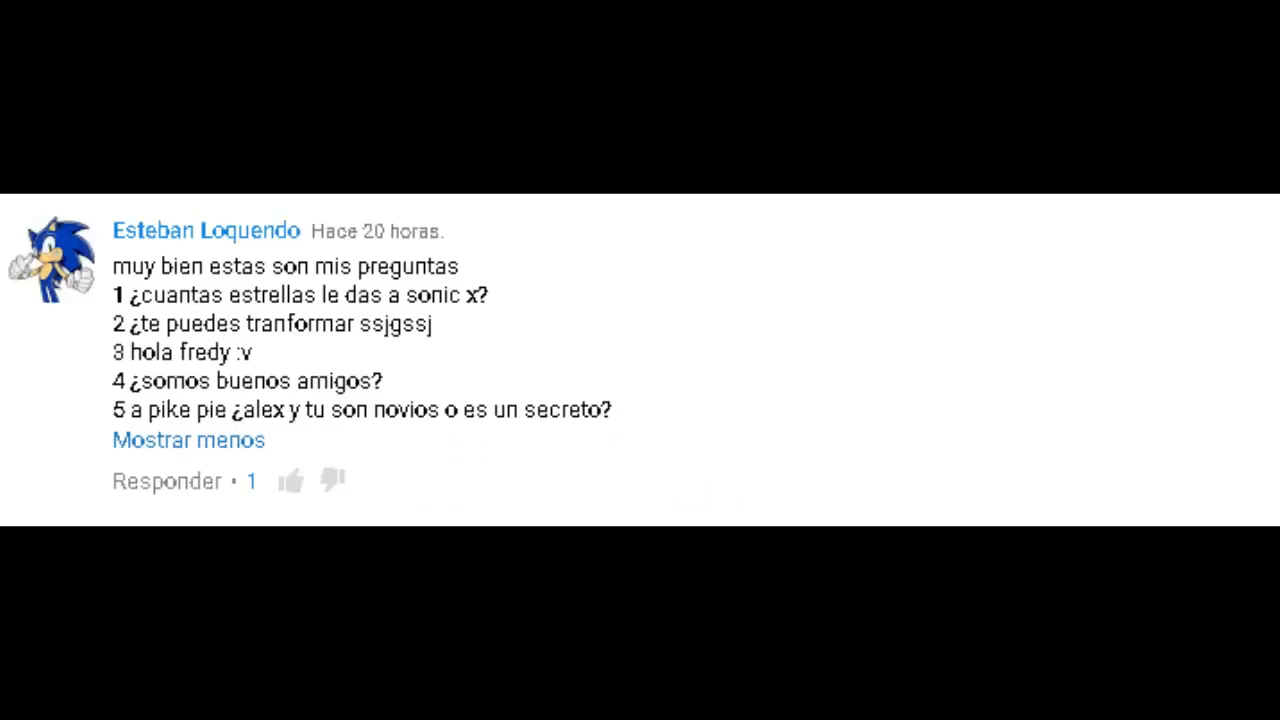 Esteban Loquendo Hace 20 horas.
muy bien estas son mis preguntas
1 ¿cuantas estrellas le das a sonic x?
2 ¿te puedes tranformar ssjgssj
3 hola fredy :v
4 ¿somos buenos amigos?
5 a pike pie ¿alex y tu son novios o es un secreto?
Mostrar menos
Responder • 1